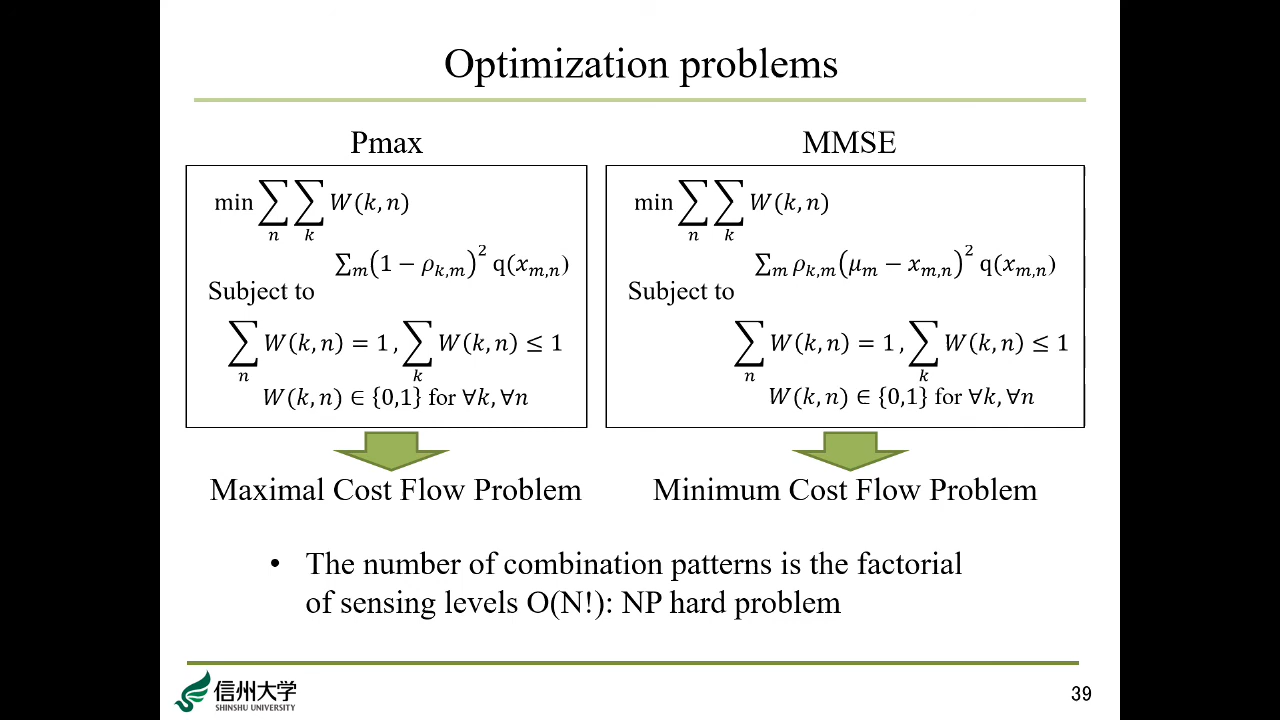 Optimization problems
Pmax
min ∑_n ∑_k W(k, n)
∑_m (1 − ρ_{k,m})² q(x_{m,n})
Subject to
∑_n W(k, n) = 1 , ∑_k W(k, n) ≤ 1
W(k, n) ∈ {0,1} for ∀k, ∀n
Maximal Cost Flow Problem
MMSE
min ∑_n ∑_k W(k, n)
∑_m ρ_{k,m} (μ_m − x_{m,n})² q(x_{m,n})
Subject to
∑_n W(k, n) = 1 , ∑_k W(k, n) ≤ 1
W(k, n) ∈ {0,1} for ∀k, ∀n
Minimum Cost Flow Problem
• The number of combination patterns is the factorial
of sensing levels O(N!): NP hard problem
信州大学
SHINSHU UNIVERSITY
39